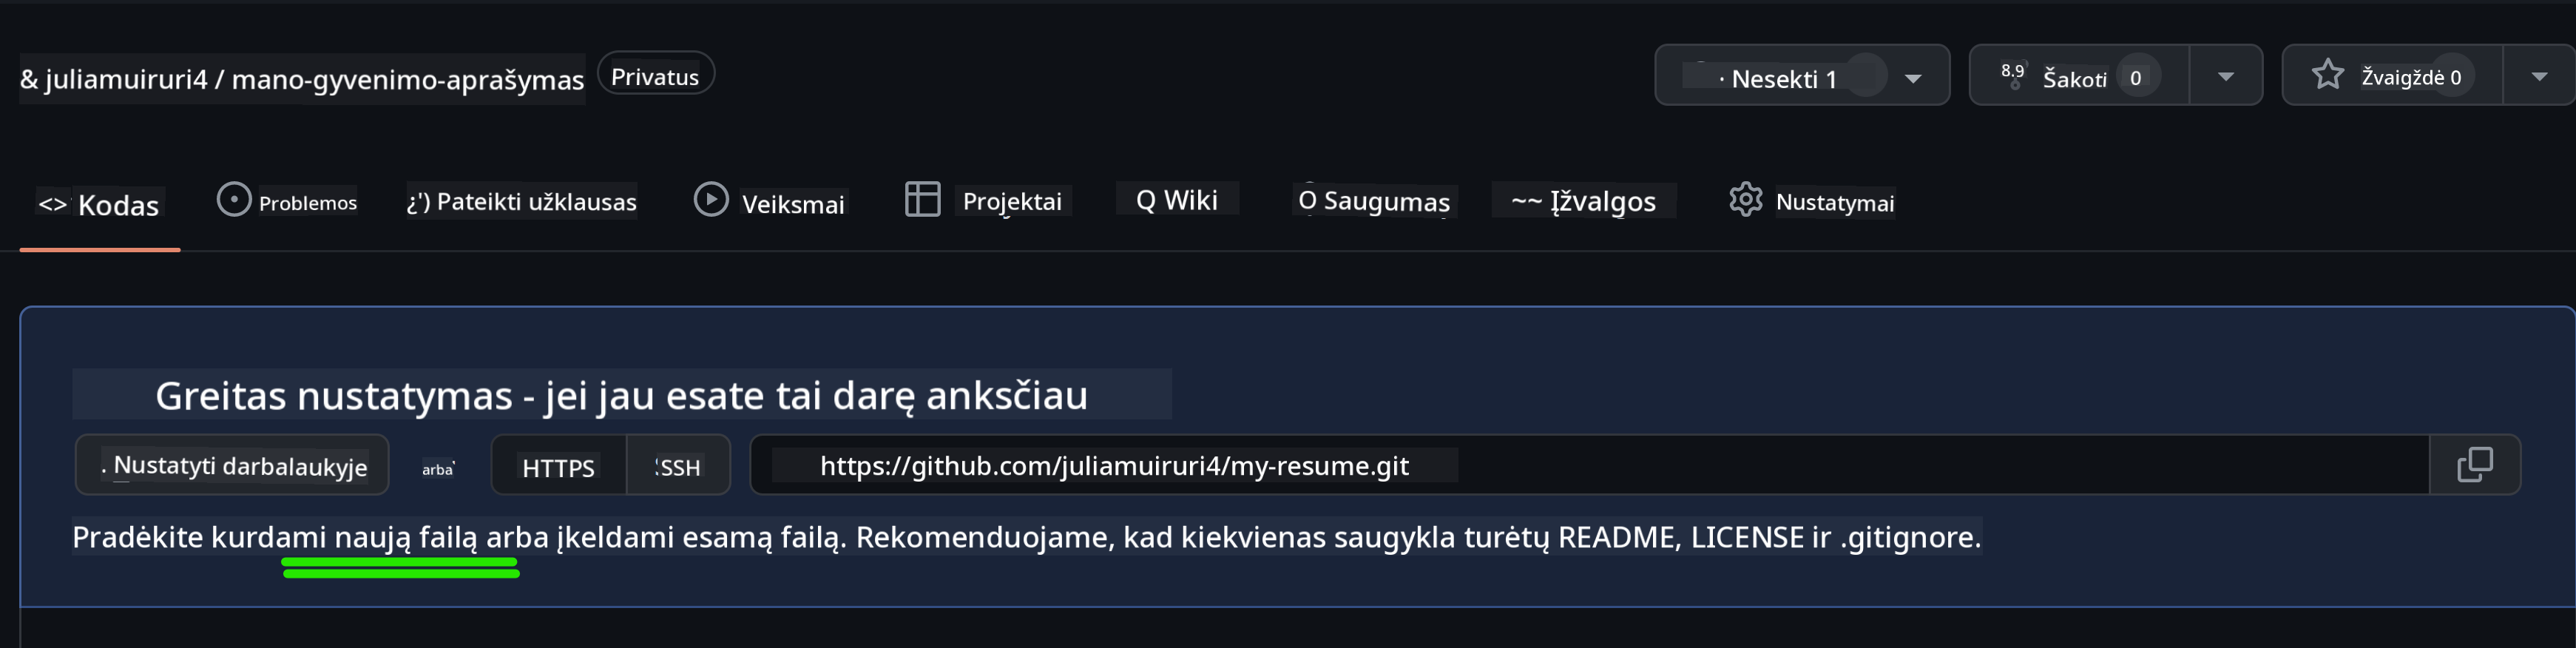 & juliamuiruri4 / mano-gyvenimo-aprašymas Privatus
· Nesekti 1 8.9 Šakoti 0 Žvaigždė 0
<> Kodas Problemos ¿') Pateikti užklausas Veiksmai Projektai Q Wiki O Saugumas ~~ Įžvalgos Nustatymai
Greitas nustatymas - jei jau esate tai darę anksčiau
. Nustatyti darbalaukyje arba HTTPS SSH https://github.com/juliamuiruri4/my-resume.git
Pradėkite kurdami naują failą arba įkeldami esamą failą. Rekomenduojame, kad kiekvienas saugykla turėtų README, LICENSE ir .gitignore.